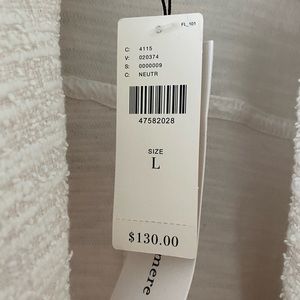 FL_101
C: 4115
V: 020374
S: 0000009
C: NEUTR
47582028
SIZE
L
$130.00
mere